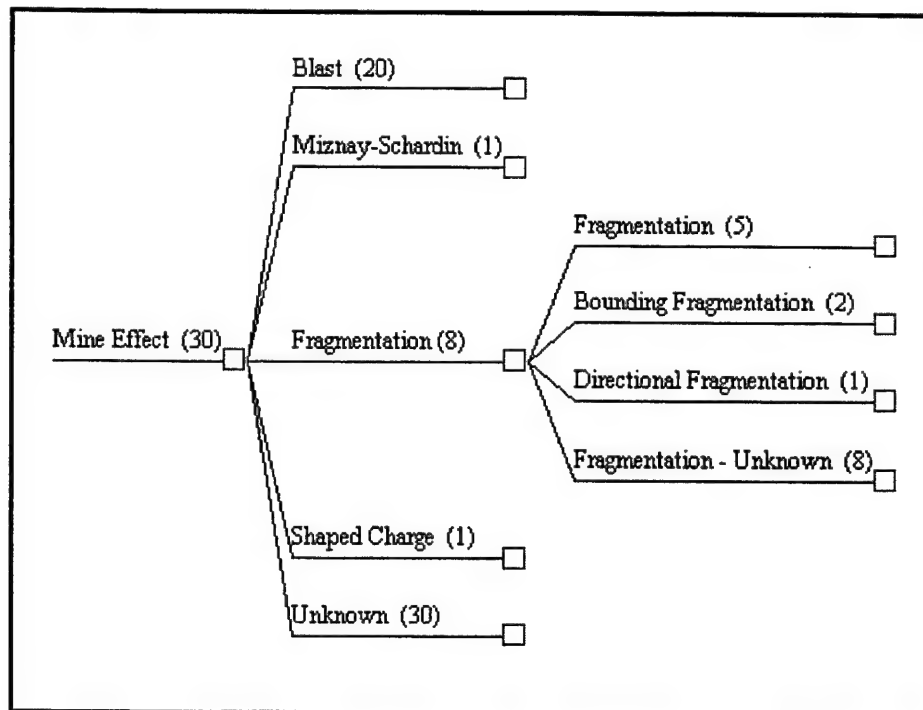 Blast (20)
Miznay-Schardin (1)
Fragmentation (5)
Bounding Fragmentation (2)
Mine Effect (30)
Fragmentation (8)
Directional Fragmentation (1)
Fragmentation - Unknown (8)
Shaped Charge (1)
Unknown (30)